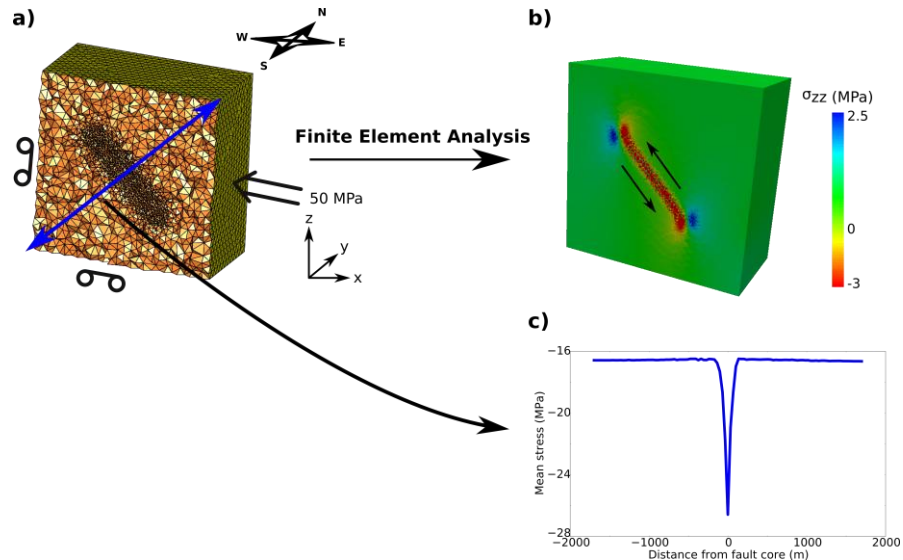 a)
N
W
E
S
Finite Element Analysis
50 MPa
z
y
x
b)
σzz (MPa)
2.5
0
-3
c)
Mean stress (MPa)
−16
−20
−24
−28
−2000 −1000 0 1000 2000
Distance from fault core (m)